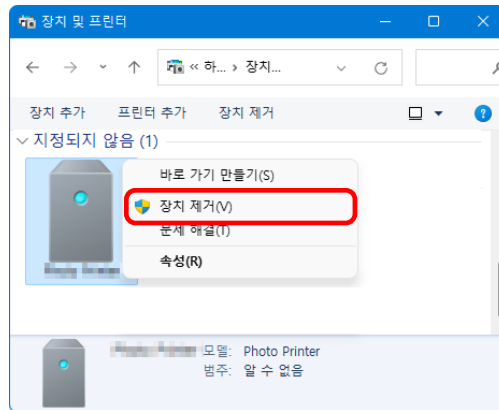 장치 및 프린터
« 하... › 장치...
장치 추가 프린터 추가 장치 제거
지정되지 않음 (1)
바로 가기 만들기(S)
장치 제거(V)
문제 해결(T)
속성(R)
모델: Photo Printer
범주: 알 수 없음